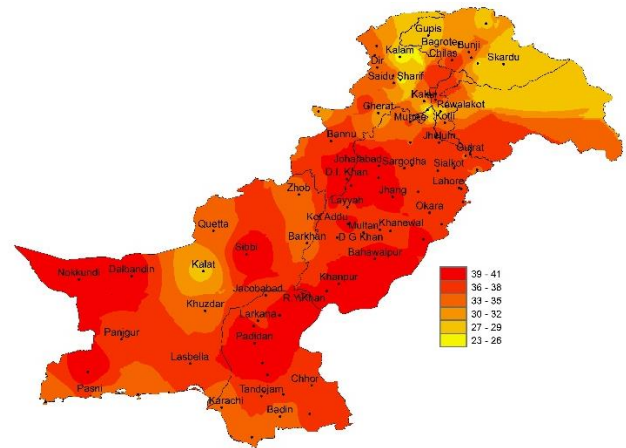 Gupis
Bagrote
Bunji
Kalam
Chilas
Skardu
Dir
Saidu Sharif
Kakul
Rawalakot
Cherat
Murree
Kotli
Bannu
Jhelum
Gujrat
Joharabad
Sargodha
Sialkot
D.I. Khan
Lahore
Zhob
Layyah
Jhang
Okara
Quetta
Kot Addu
Multan
Khanewal
Sibbi
Barkhan
D G Khan
Bahawalpur
Nokkundi
Dalbandin
Kalat
Khanpur
Jacobabad
R Y Khan
Khuzdar
Larkana
Panjgur
Padidan
Lasbella
Pasni
Chhor
Tandojam
Karachi
Badin
39 - 41
36 - 38
33 - 35
30 - 32
27 - 29
23 - 26